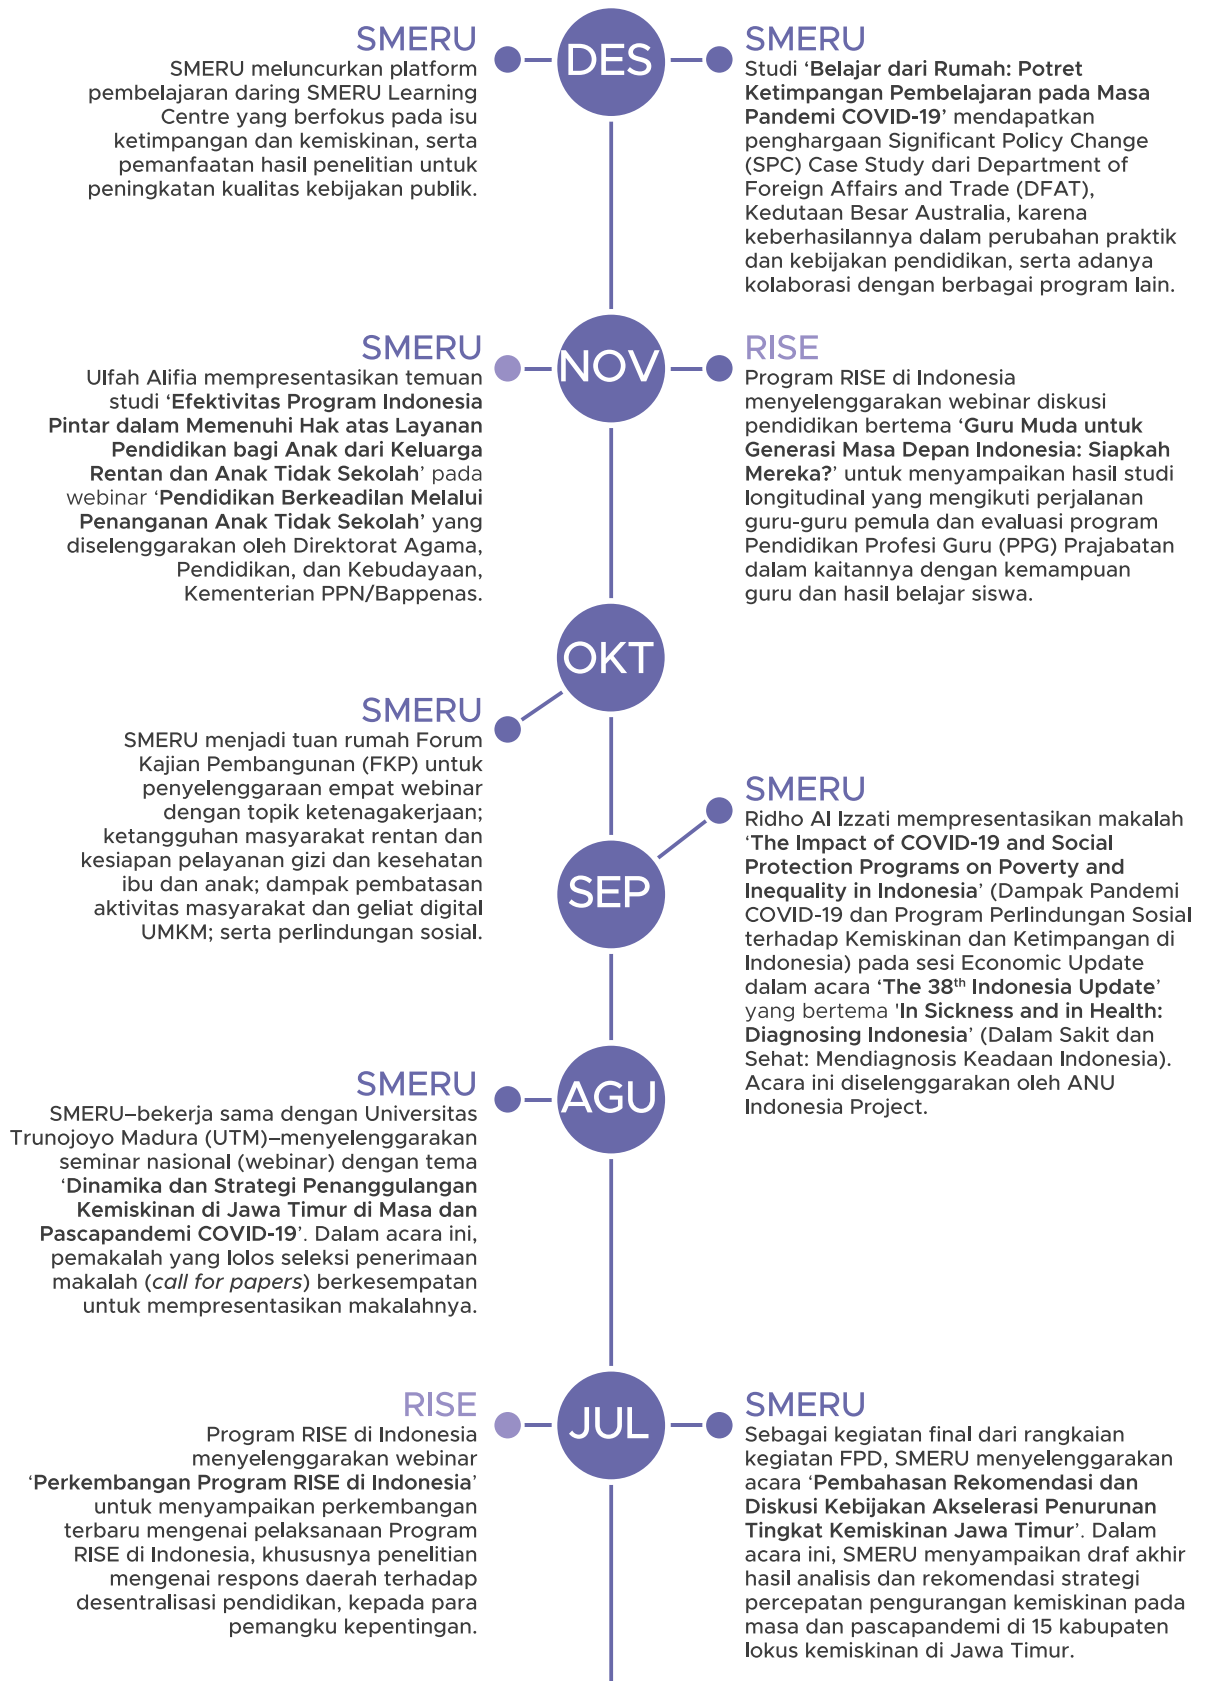 DES
SMERU
SMERU meluncurkan platform
pembelajaran daring SMERU Learning
Centre yang berfokus pada isu
ketimpangan dan kemiskinan, serta
pemanfaatan hasil penelitian untuk
peningkatan kualitas kebijakan publik.
SMERU
Studi ‘Belajar dari Rumah: Potret
Ketimpangan Pembelajaran pada Masa
Pandemi COVID-19’ mendapatkan
penghargaan Significant Policy Change
(SPC) Case Study dari Department of
Foreign Affairs and Trade (DFAT),
Kedutaan Besar Australia, karena
keberhasilannya dalam perubahan praktik
dan kebijakan pendidikan, serta adanya
kolaborasi dengan berbagai program lain.
NOV
SMERU
Ulfah Alifia mempresentasikan temuan
studi ‘Efektivitas Program Indonesia
Pintar dalam Memenuhi Hak atas Layanan
Pendidikan bagi Anak dari Keluarga
Rentan dan Anak Tidak Sekolah’ pada
webinar ‘Pendidikan Berkeadilan Melalui
Penanganan Anak Tidak Sekolah’ yang
diselenggarakan oleh Direktorat Agama,
Pendidikan, dan Kebudayaan,
Kementerian PPN/Bappenas.
RISE
Program RISE di Indonesia
menyelenggarakan webinar diskusi
pendidikan bertema ‘Guru Muda untuk
Generasi Masa Depan Indonesia: Siapkah
Mereka?’ untuk menyampaikan hasil studi
longitudinal yang mengikuti perjalanan
guru-guru pemula dan evaluasi program
Pendidikan Profesi Guru (PPG) Prajabatan
dalam kaitannya dengan kemampuan
guru dan hasil belajar siswa.
OKT
SMERU
SMERU menjadi tuan rumah Forum
Kajian Pembangunan (FKP) untuk
penyelenggaraan empat webinar
dengan topik ketenagakerjaan;
ketangguhan masyarakat rentan dan
kesiapan pelayanan gizi dan kesehatan
ibu dan anak; dampak pembatasan
aktivitas masyarakat dan geliat digital
UMKM; serta perlindungan sosial.
SEP
SMERU
Ridho Al Izzati mempresentasikan makalah
‘The Impact of COVID-19 and Social
Protection Programs on Poverty and
Inequality in Indonesia’ (Dampak Pandemi
COVID-19 dan Program Perlindungan Sosial
terhadap Kemiskinan dan Ketimpangan di
Indonesia) pada sesi Economic Update
dalam acara ‘The 38th Indonesia Update’
yang bertema 'In Sickness and in Health:
Diagnosing Indonesia’ (Dalam Sakit dan
Sehat: Mendiagnosis Keadaan Indonesia).
Acara ini diselenggarakan oleh ANU
Indonesia Project.
AGU
SMERU
SMERU–bekerja sama dengan Universitas
Trunojoyo Madura (UTM)–menyelenggarakan
seminar nasional (webinar) dengan tema
‘Dinamika dan Strategi Penanggulangan
Kemiskinan di Jawa Timur di Masa dan
Pascapandemi COVID-19’. Dalam acara ini,
pemakalah yang lolos seleksi penerimaan
makalah (call for papers) berkesempatan
untuk mempresentasikan makalahnya.
JUL
RISE
Program RISE di Indonesia
menyelenggarakan webinar
‘Perkembangan Program RISE di Indonesia’
untuk menyampaikan perkembangan
terbaru mengenai pelaksanaan Program
RISE di Indonesia, khususnya penelitian
mengenai respons daerah terhadap
desentralisasi pendidikan, kepada para
pemangku kepentingan.
SMERU
Sebagai kegiatan final dari rangkaian
kegiatan FPD, SMERU menyelenggarakan
acara ‘Pembahasan Rekomendasi dan
Diskusi Kebijakan Akselerasi Penurunan
Tingkat Kemiskinan Jawa Timur’. Dalam
acara ini, SMERU menyampaikan draf akhir
hasil analisis dan rekomendasi strategi
percepatan pengurangan kemiskinan pada
masa dan pascapandemi di 15 kabupaten
lokus kemiskinan di Jawa Timur.